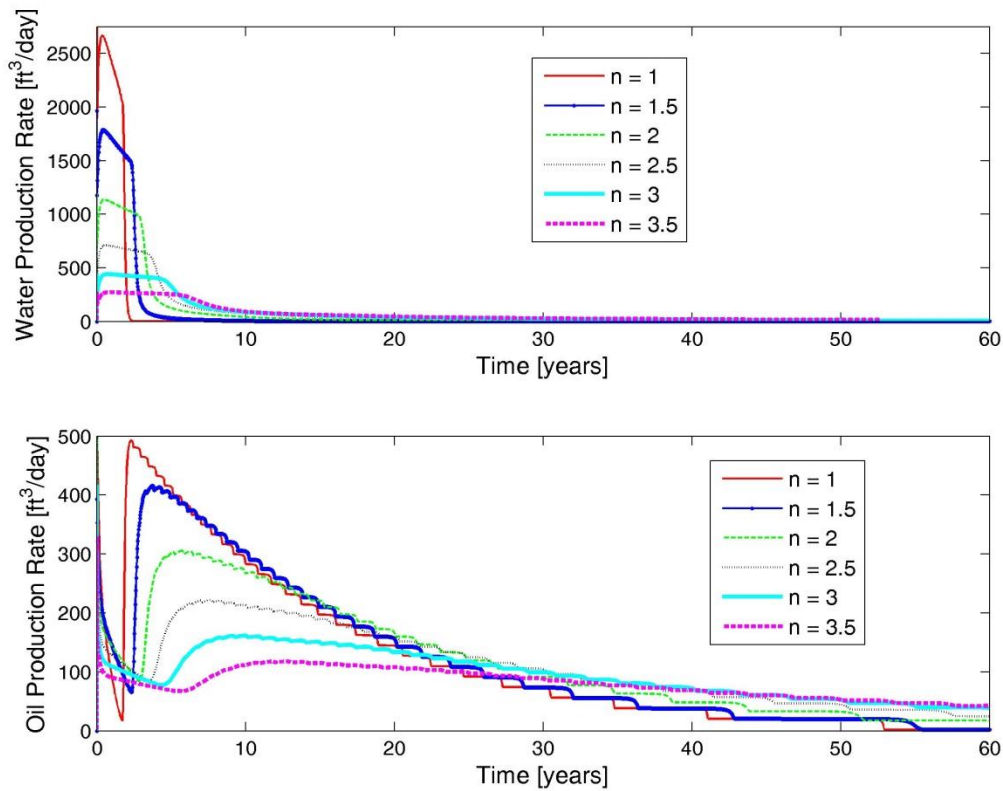 Water Production Rate [ft³/day]
2500
2000
1500
1000
500
0
n = 1
n = 1.5
n = 2
n = 2.5
n = 3
n = 3.5
0 10 20 30 40 50 60
Time [years]
Oil Production Rate [ft³/day]
500
400
300
200
100
0
n = 1
n = 1.5
n = 2
n = 2.5
n = 3
n = 3.5
0 10 20 30 40 50 60
Time [years]